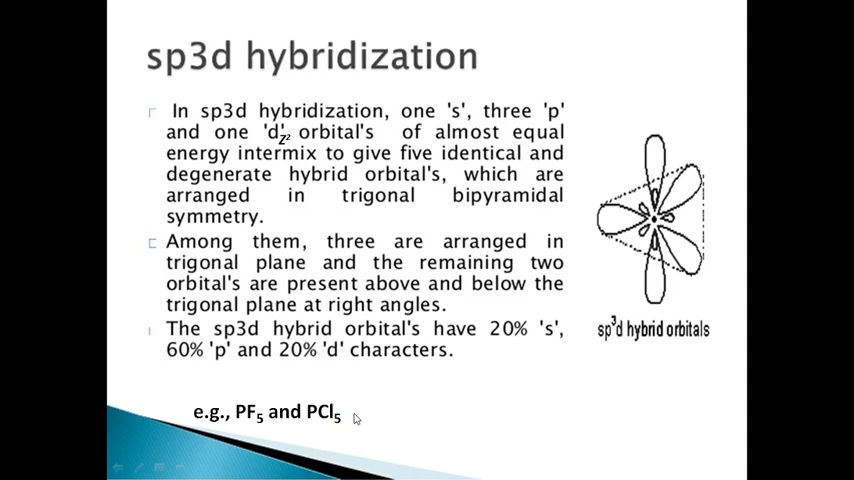 sp3d hybridization
In sp3d hybridization, one 's', three 'p'
and one 'dz²' orbital's of almost equal
energy intermix to give five identical and
degenerate hybrid orbital's, which are
arranged in trigonal bipyramidal
symmetry.
Among them, three are arranged in
trigonal plane and the remaining two
orbital's are present above and below the
trigonal plane at right angles.
The sp3d hybrid orbital's have 20% 's',
60% 'p' and 20% 'd' characters.
sp³d hybrid orbitals
e.g., PF₅ and PCl₅